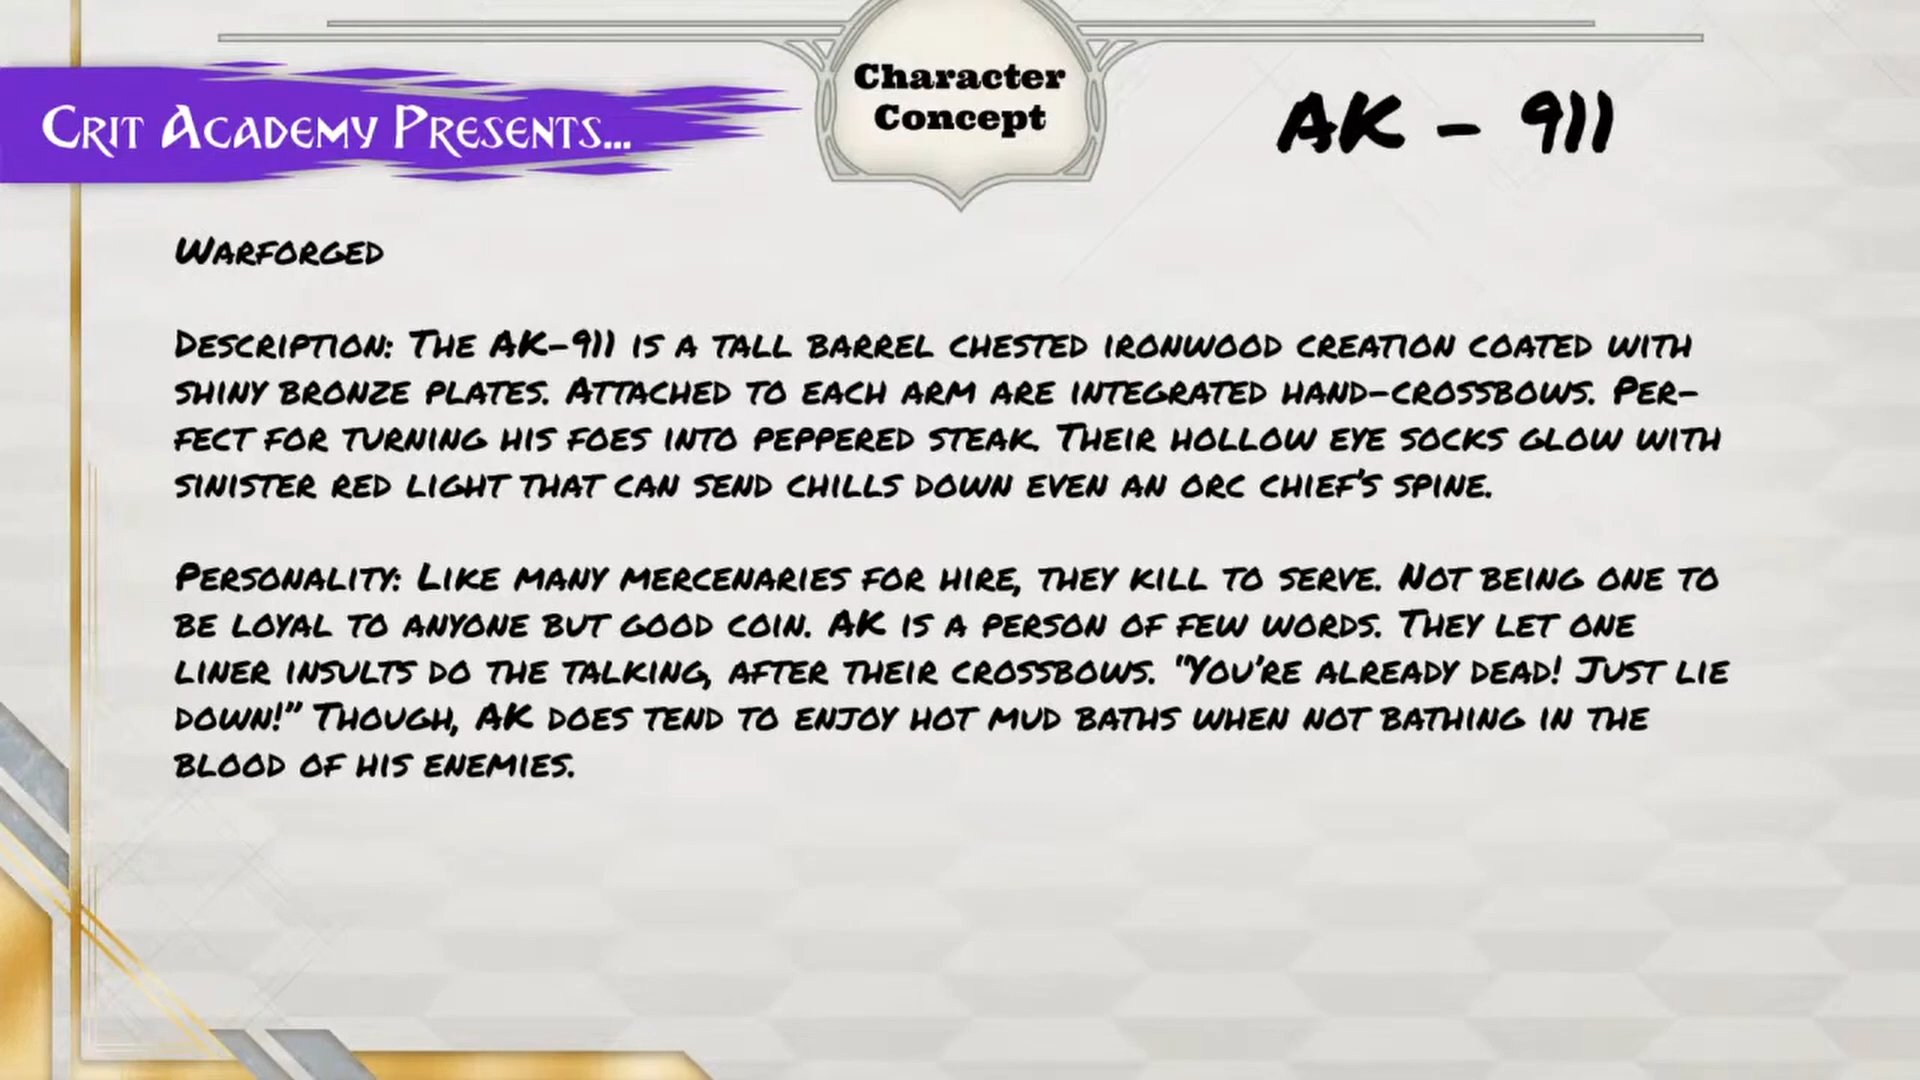 Character
Concept
Crit Academy Presents...
AK - 911
Warforged
Description: The AK-911 is a tall barrel chested ironwood creation coated with
shiny bronze plates. Attached to each arm are integrated hand-crossbows. Per-
fect for turning his foes into peppered steak. Their hollow eye socks glow with
sinister red light that can send chills down even an orc chief's spine.
Personality: Like many mercenaries for hire, they kill to serve. Not being one to
be loyal to anyone but good coin. AK is a person of few words. They let one
liner insults do the talking, after their crossbows. "You're already dead! Just lie
down!" Though, AK does tend to enjoy hot mud baths when not bathing in the
blood of his enemies.